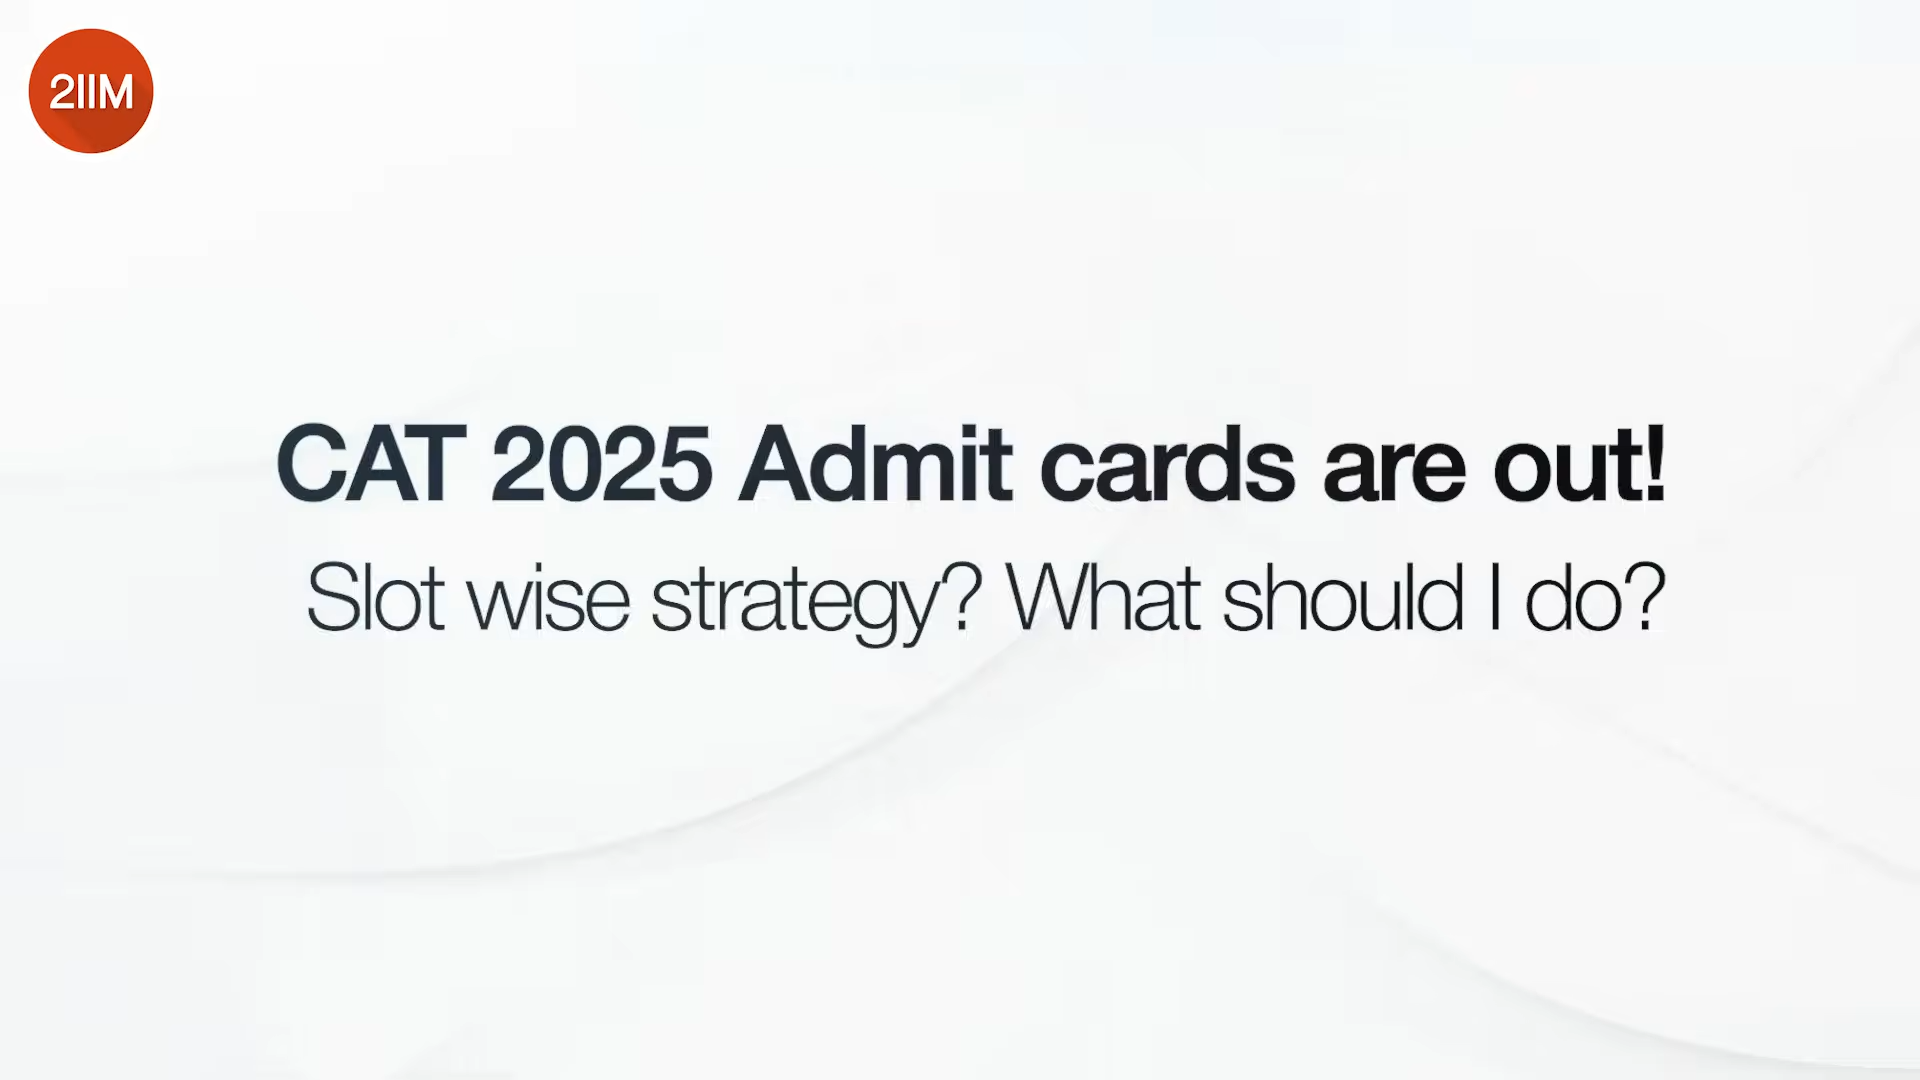 2IIM
CAT 2025 Admit cards are out!
Slot wise strategy? What should I do?